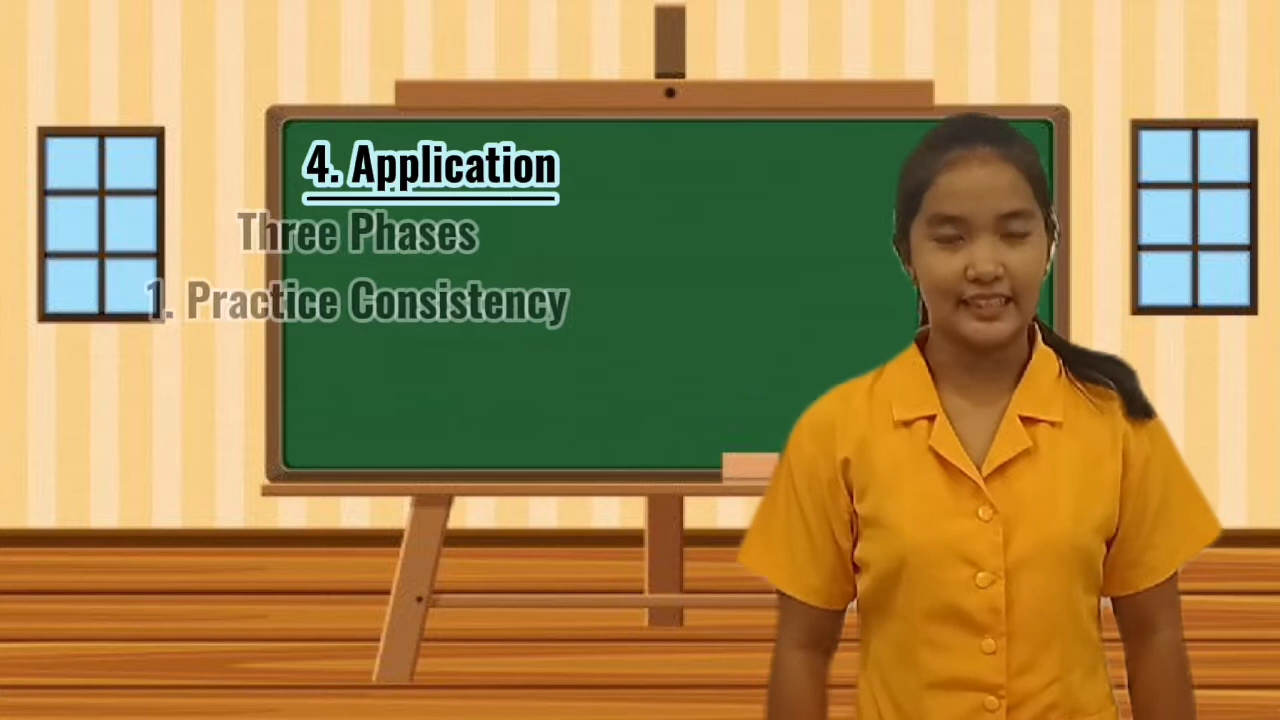 4. Application
Three Phases
1. Practice Consistency